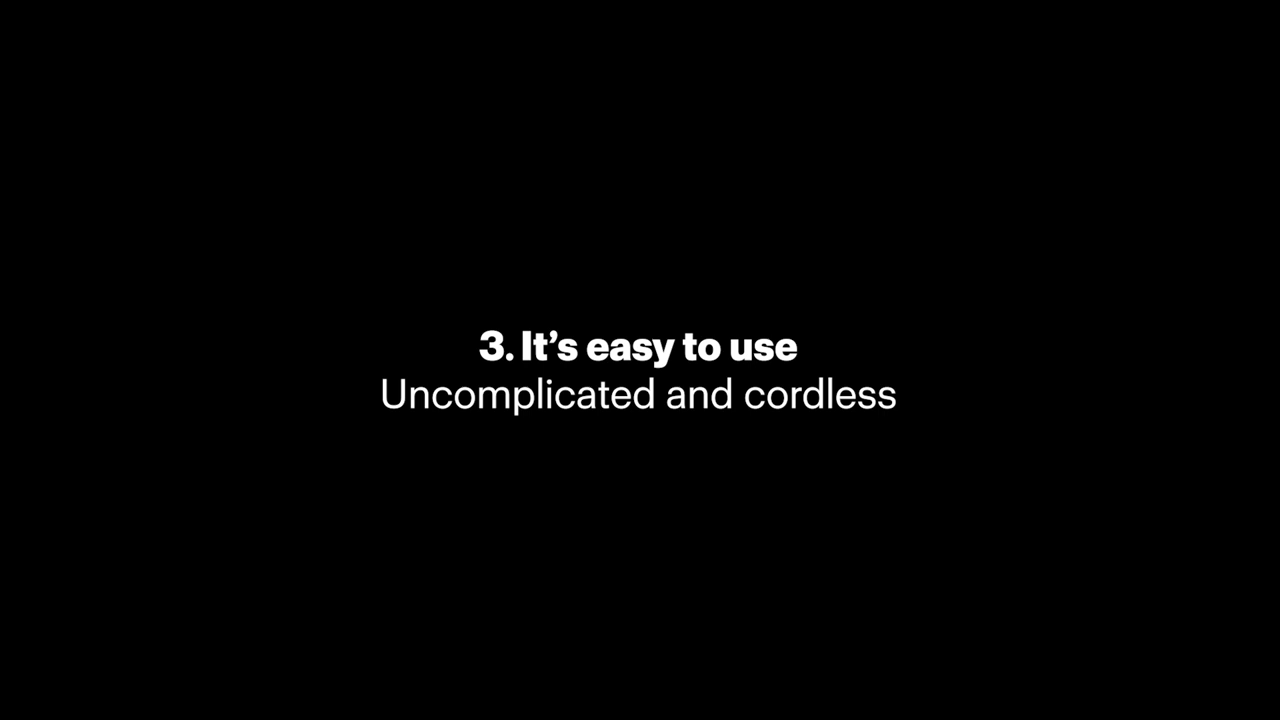 3. It’s easy to use
Uncomplicated and cordless